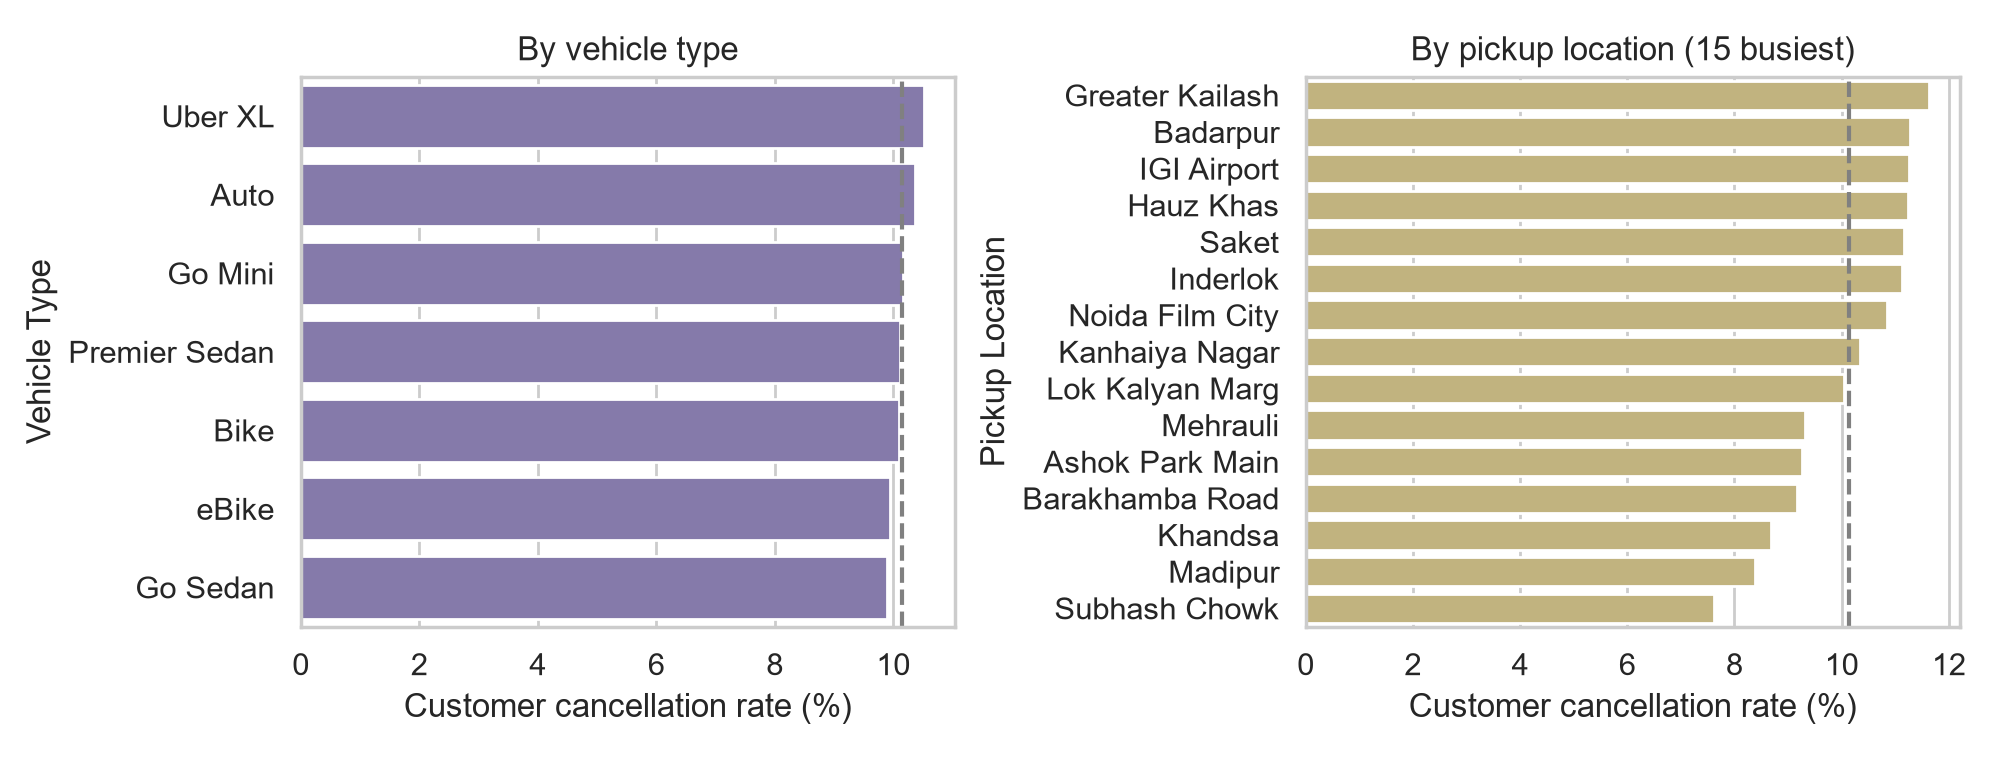 By vehicle type
Vehicle Type
Uber XL
Auto
Go Mini
Premier Sedan
Bike
eBike
Go Sedan
0 2 4 6 8 10
Customer cancellation rate (%)
By pickup location (15 busiest)
Pickup Location
Greater Kailash
Badarpur
IGI Airport
Hauz Khas
Saket
Inderlok
Noida Film City
Kanhaiya Nagar
Lok Kalyan Marg
Mehrauli
Ashok Park Main
Barakhamba Road
Khandsa
Madipur
Subhash Chowk
0 2 4 6 8 10 12
Customer cancellation rate (%)